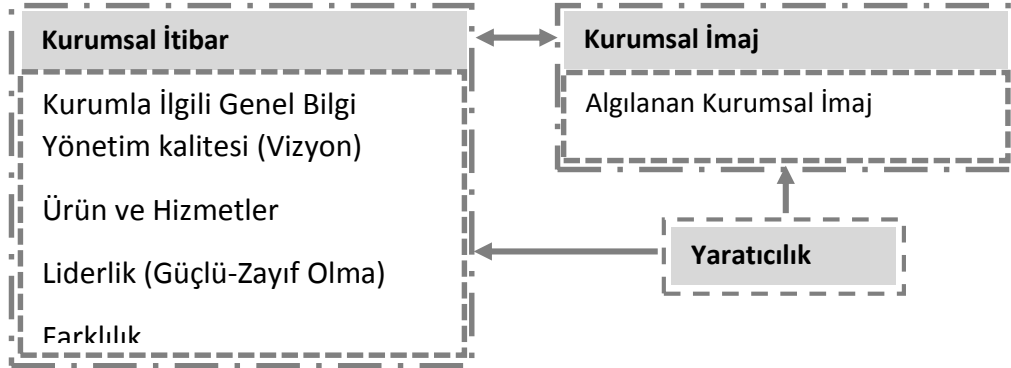 Kurumsal İtibar
Kurumla İlgili Genel Bilgi
Yönetim kalitesi (Vizyon)
Ürün ve Hizmetler
Liderlik (Güçlü-Zayıf Olma)
Farklılık
Kurumsal İmaj
Algılanan Kurumsal İmaj
Yaratıcılık